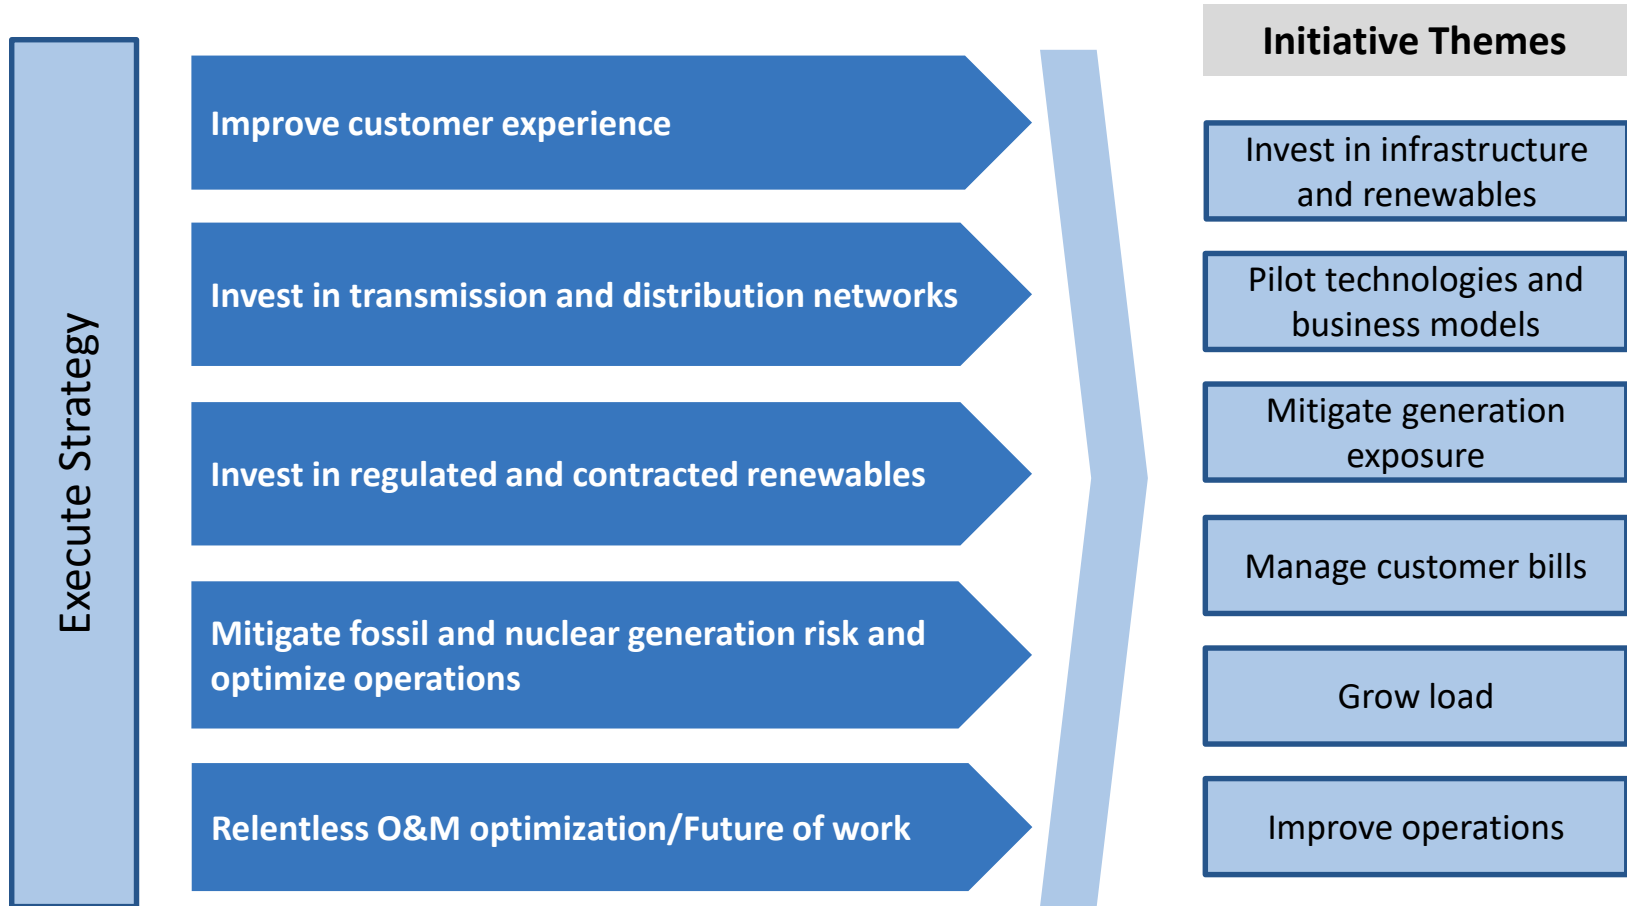 Execute Strategy
Improve customer experience
Invest in transmission and distribution networks
Invest in regulated and contracted renewables
Mitigate fossil and nuclear generation risk and
optimize operations
Relentless O&M optimization/Future of work
Initiative Themes
Invest in infrastructure
and renewables
Pilot technologies and
business models
Mitigate generation
exposure
Manage customer bills
Grow load
Improve operations